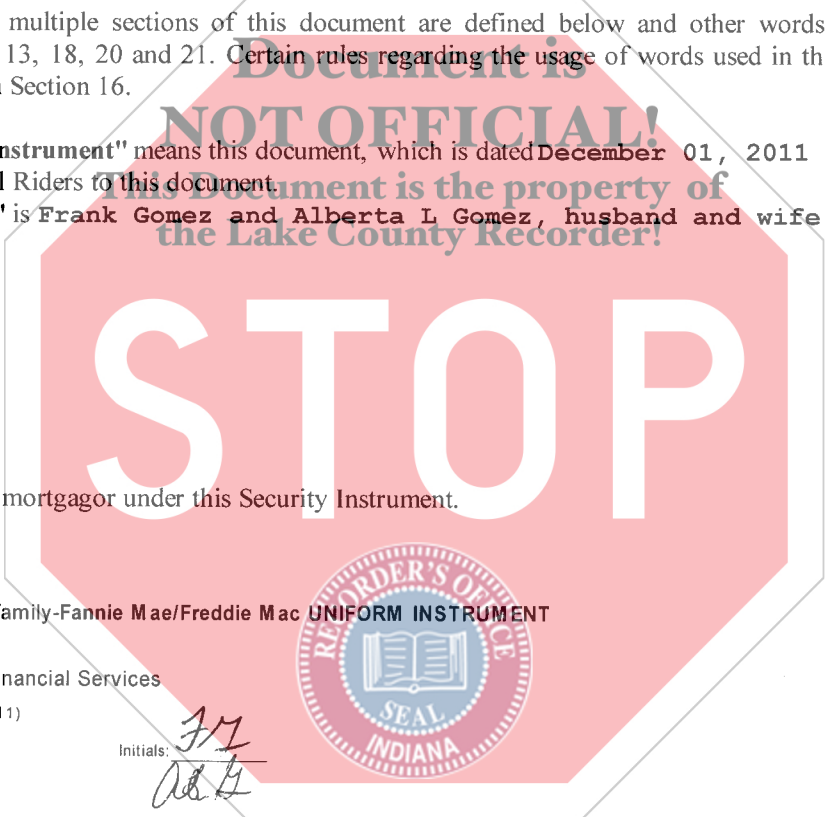 multiple sections of this document are defined below and other words
13, 18, 20 and 21. Certain rules regarding the usage of words used in th
Section 16.
Document is
NOT OFFICIAL!
nstrument" means this document, which is dated December 01, 2011
l Riders to this document.
This Document is the property of
" is Frank Gomez and Alberta L Gomez, husband and wife
the Lake County Recorder!
STOP
mortgagor under this Security Instrument.
amily-Fannie Mae/Freddie Mac UNIFORM INSTRUMENT
nancial Services
11)
Initials: FG
ALG
RECORDER'S OFFICE
SEAL
INDIANA